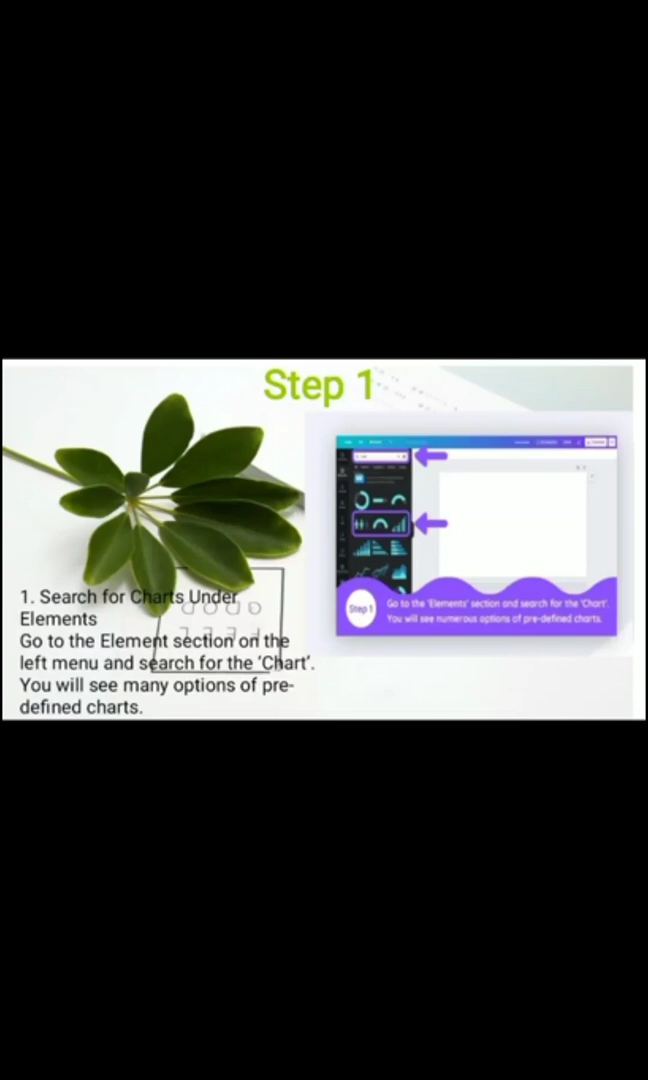 Step 1
1. Search for Charts Under
Elements
Go to the Element section on the
left menu and search for the ‘Chart’.
You will see many options of pre-
defined charts.
FEEL
GOOD
Step 1
Go to the 'Elements' section and search for the 'Chart'.
You will see numerous options of pre-defined charts.